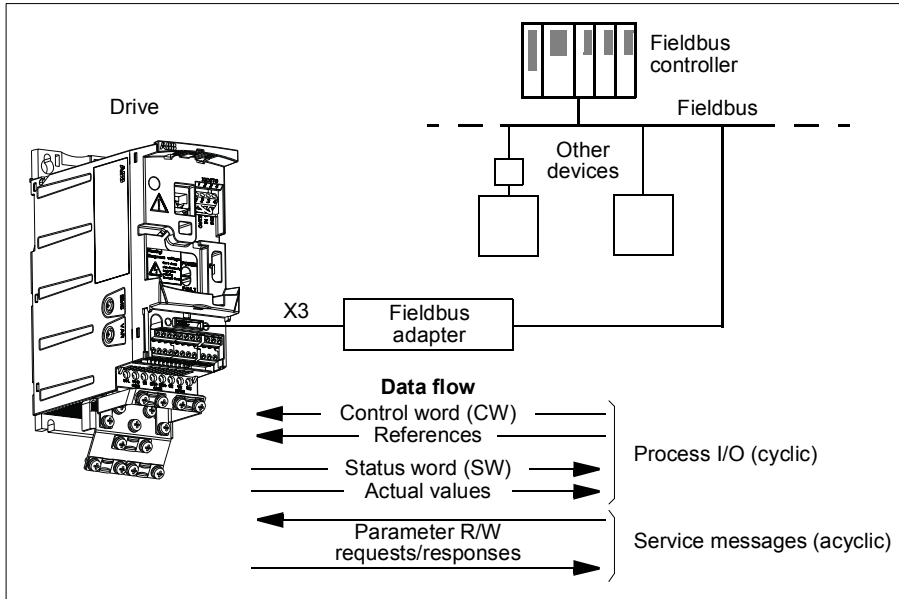 Fieldbus
controller
Drive
Fieldbus
Other
devices
X3
Fieldbus
adapter
Data flow
Control word (CW)
References
Process I/O (cyclic)
Status word (SW)
Actual values
Parameter R/W
requests/responses
Service messages (acyclic)